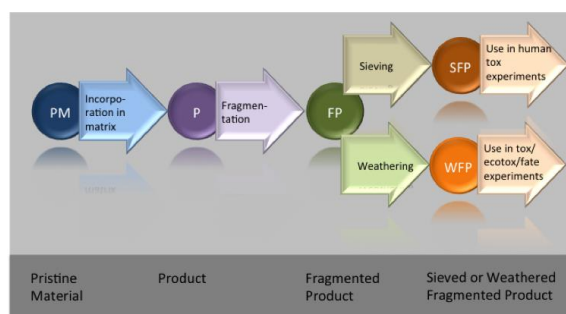 PM
Incorpo-
ration in
matrix
P
Fragmen-
tation
FP
Sieving
SFP
Use in human
tox
experiments
Weathering
WFP
Use in tox/
ecotox/fate
experiments
Pristine
Material
Product
Fragmented
Product
Sieved or Weathered
Fragmented Product